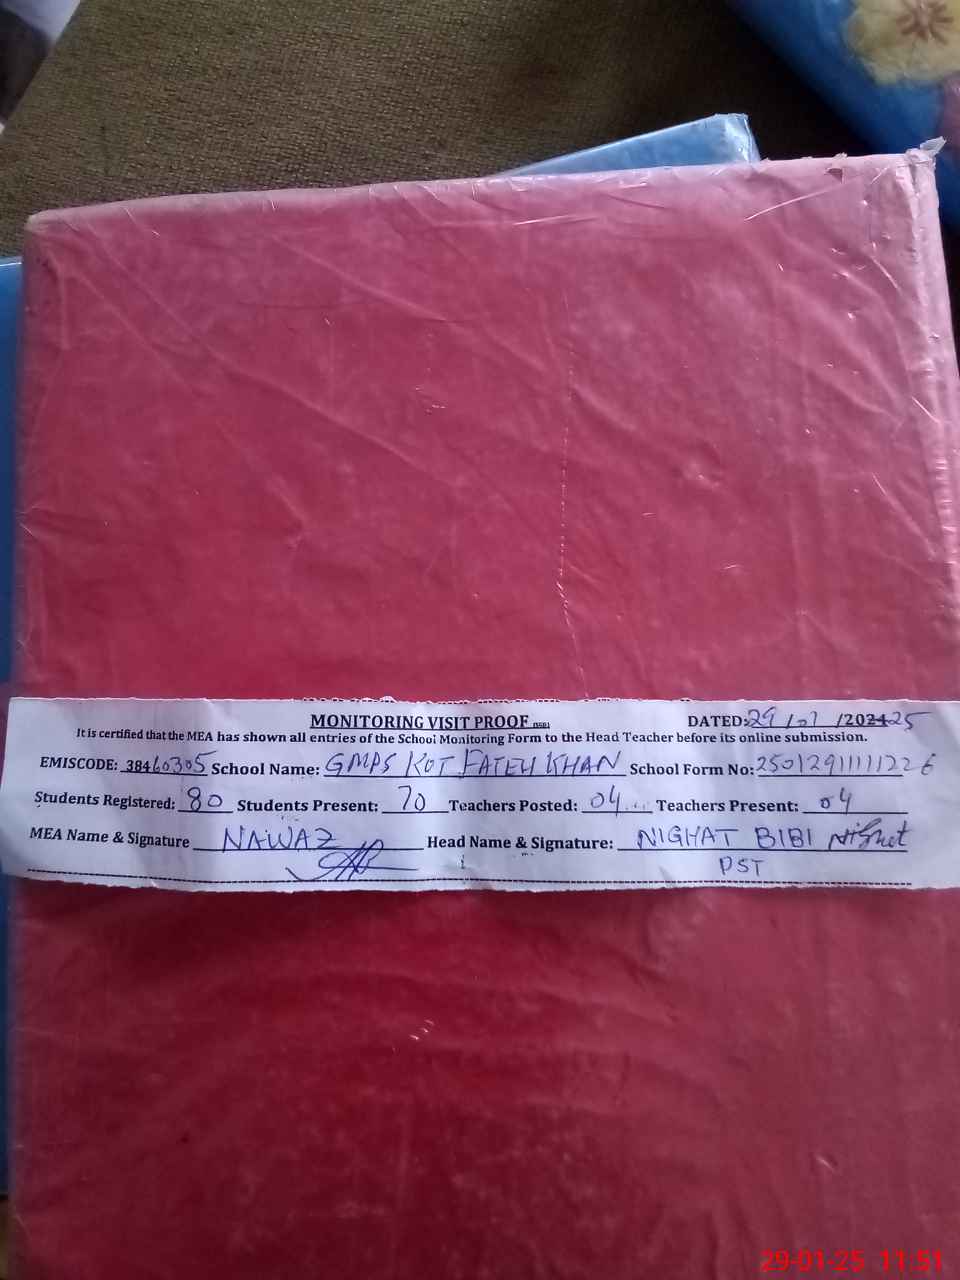 MONITORING VISIT PROOF (SGD) DATED: 29/01/202425
It is certified that the MEA has shown all entries of the School Monitoring Form to the Head Teacher before its online submission.
EMISCODE: 38460305 School Name: GMPS KOT FATEH KHAN School Form No: 2501291111226
Students Registered: 80 Students Present: 70 Teachers Posted: 04 Teachers Present: 04
MEA Name & Signature NAWAZ Head Name & Signature: NIGHAT BIBI Nighat
PST
29-01-25 11:51